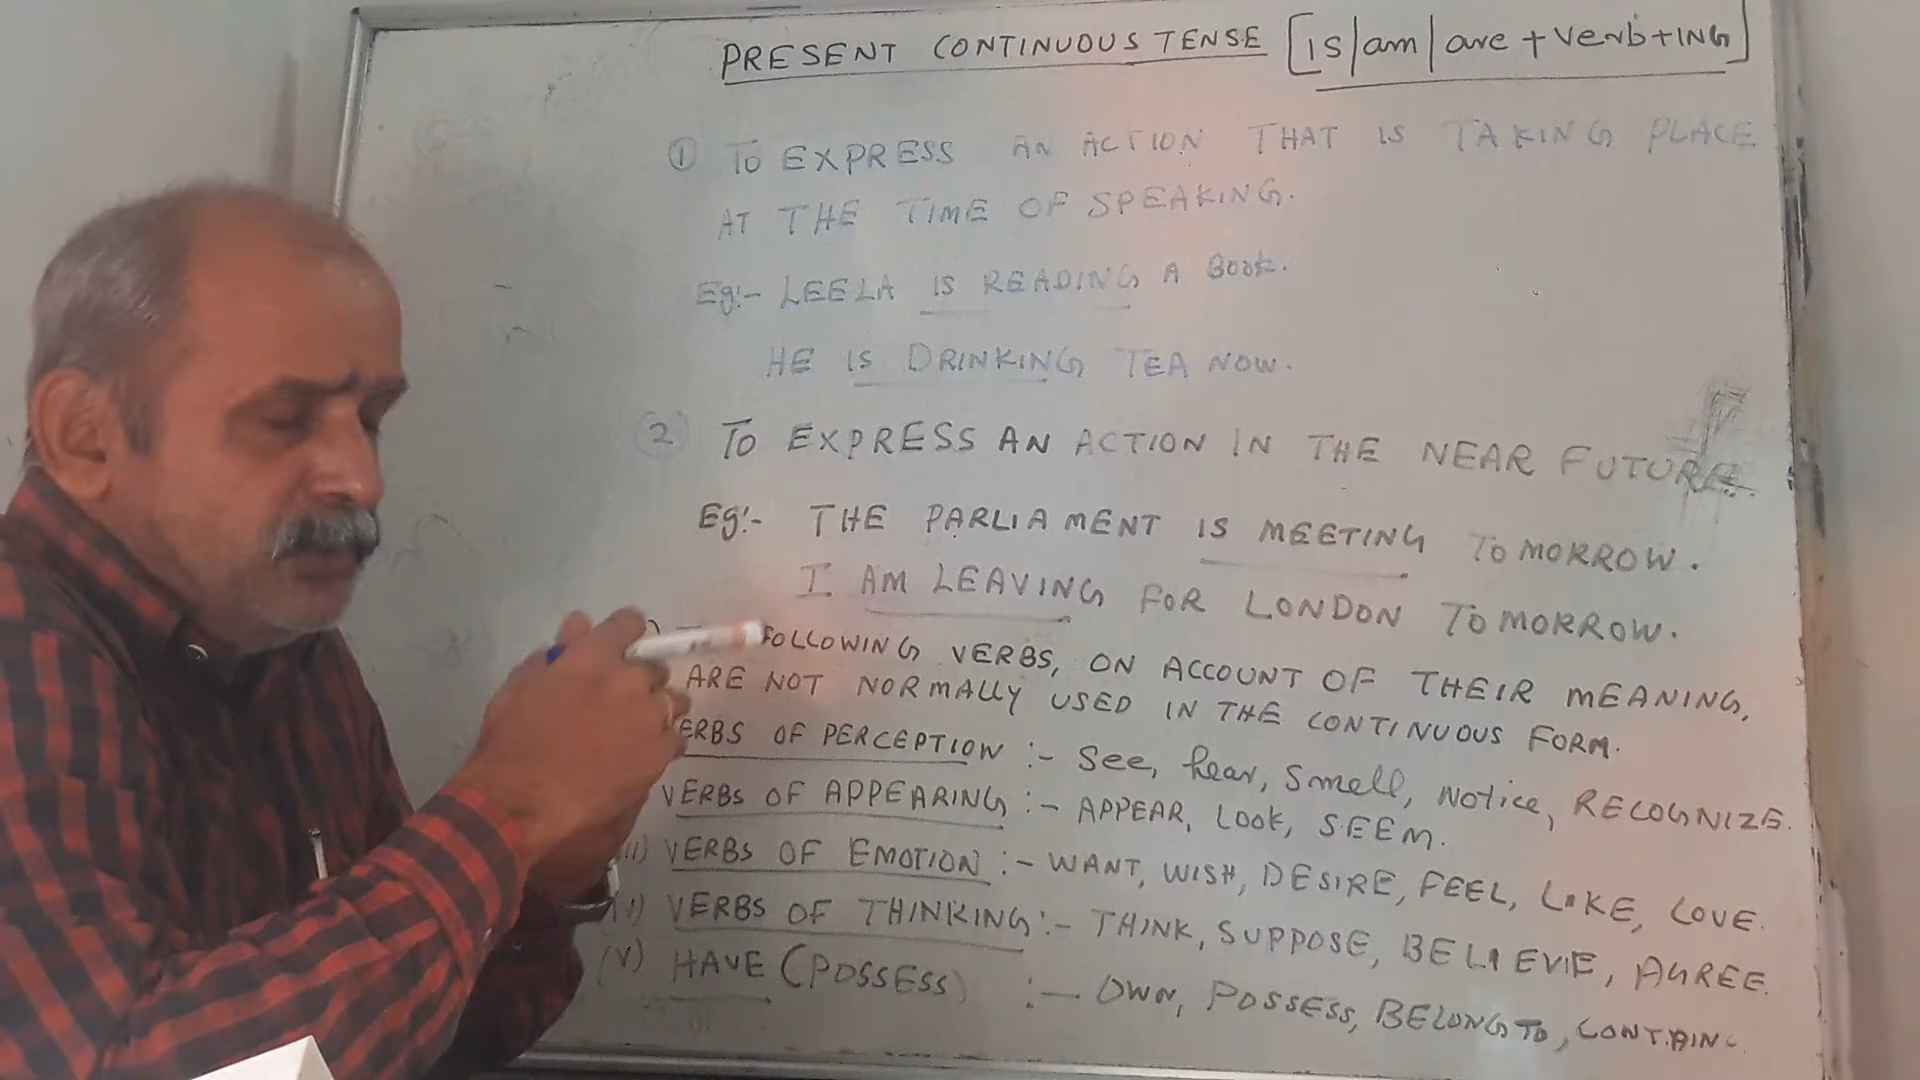 PRESENT CONTINUOUS TENSE [is/am/are + verb + ING]
① TO EXPRESS AN ACTION THAT IS TAKING PLACE
AT THE TIME OF SPEAKING.
Eg:- LEELA IS READING A Book.
HE IS DRINKING TEA NOW.
② TO EXPRESS AN ACTION IN THE NEAR FUTURE.
Eg:- THE PARLIAMENT IS MEETING TOMORROW.
I AM LEAVING FOR LONDON TOMORROW.
FOLLOWING VERBS, ON ACCOUNT OF THEIR MEANING,
ARE NOT NORMALLY USED IN THE CONTINUOUS FORM.
VERBS OF PERCEPTION :- See, hear, Smell, Notice, RECOGNIZE.
VERBS OF APPEARING :- APPEAR, LOOK, SEEM.
VERBS OF EMOTION :- WANT, WISH, DESIRE, FEEL, LIKE, LOVE.
VERBS OF THINKING :- THINK, SUPPOSE, BELIEVE, AGREE.
(V) HAVE (POSSESS) :- OWN, POSSESS, BELONG TO, CONTAIN